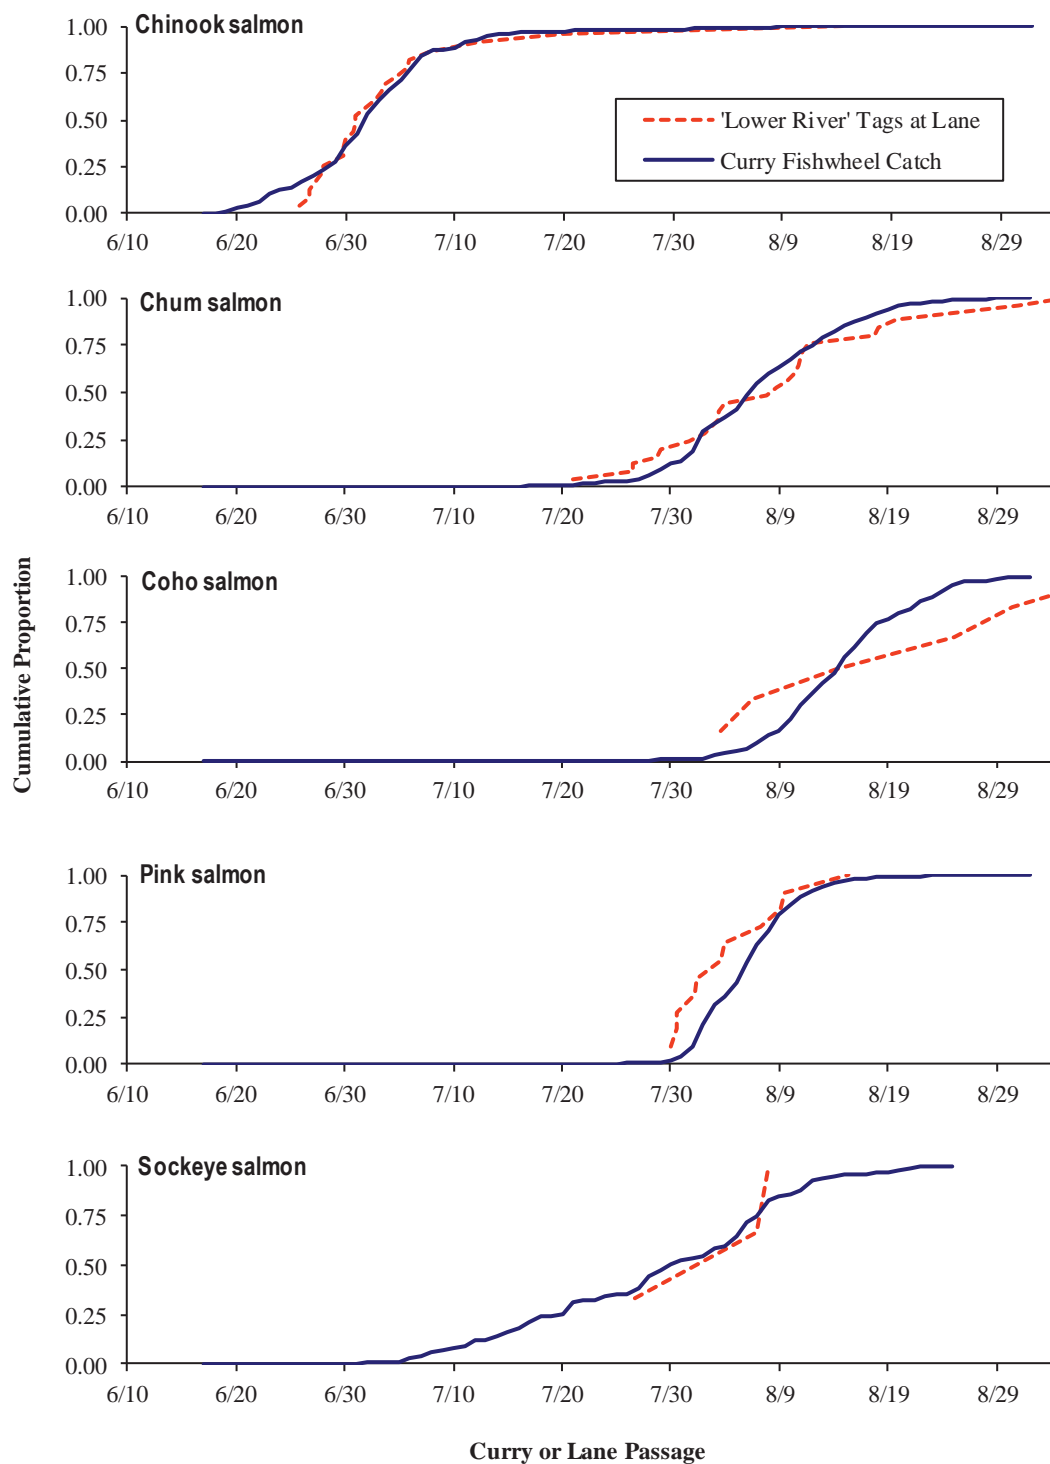 Chinook salmon
1.00
0.75
0.50
0.25
0.00
'Lower River' Tags at Lane
Curry Fishwheel Catch
6/10 6/20 6/30 7/10 7/20 7/30 8/9 8/19 8/29
Chum salmon
1.00
0.75
0.50
0.25
0.00
6/10 6/20 6/30 7/10 7/20 7/30 8/9 8/19 8/29
Cumulative Proportion
Coho salmon
1.00
0.75
0.50
0.25
0.00
6/10 6/20 6/30 7/10 7/20 7/30 8/9 8/19 8/29
Pink salmon
1.00
0.75
0.50
0.25
0.00
6/10 6/20 6/30 7/10 7/20 7/30 8/9 8/19 8/29
Sockeye salmon
1.00
0.75
0.50
0.25
0.00
6/10 6/20 6/30 7/10 7/20 7/30 8/9 8/19 8/29
Curry or Lane Passage